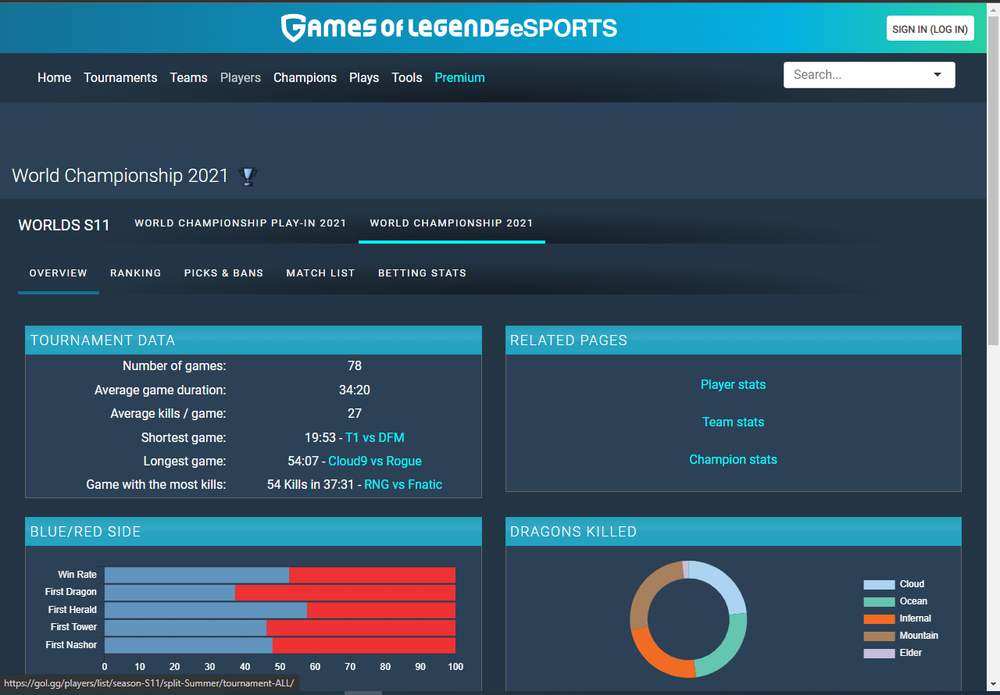 GAMES OF LEGENDS eSPORTS
SIGN IN (LOG IN)
Home Tournaments Teams Players Champions Plays Tools Premium
Search...
World Championship 2021
WORLDS S11 WORLD CHAMPIONSHIP PLAY-IN 2021 WORLD CHAMPIONSHIP 2021
OVERVIEW RANKING PICKS & BANS MATCH LIST BETTING STATS
TOURNAMENT DATA
Number of games: 78
Average game duration: 34:20
Average kills / game: 27
Shortest game: 19:53 - T1 vs DFM
Longest game: 54:07 - Cloud9 vs Rogue
Game with the most kills: 54 Kills in 37:31 - RNG vs Fnatic
RELATED PAGES
Player stats
Team stats
Champion stats
BLUE/RED SIDE
Win Rate
First Dragon
First Herald
First Tower
First Nashor
0 10 20 30 40 50 60 70 80 90 100
DRAGONS KILLED
Cloud
Ocean
Infernal
Mountain
Elder
https://gol.gg/players/list/season-S11/split-Summer/tournament-ALL/